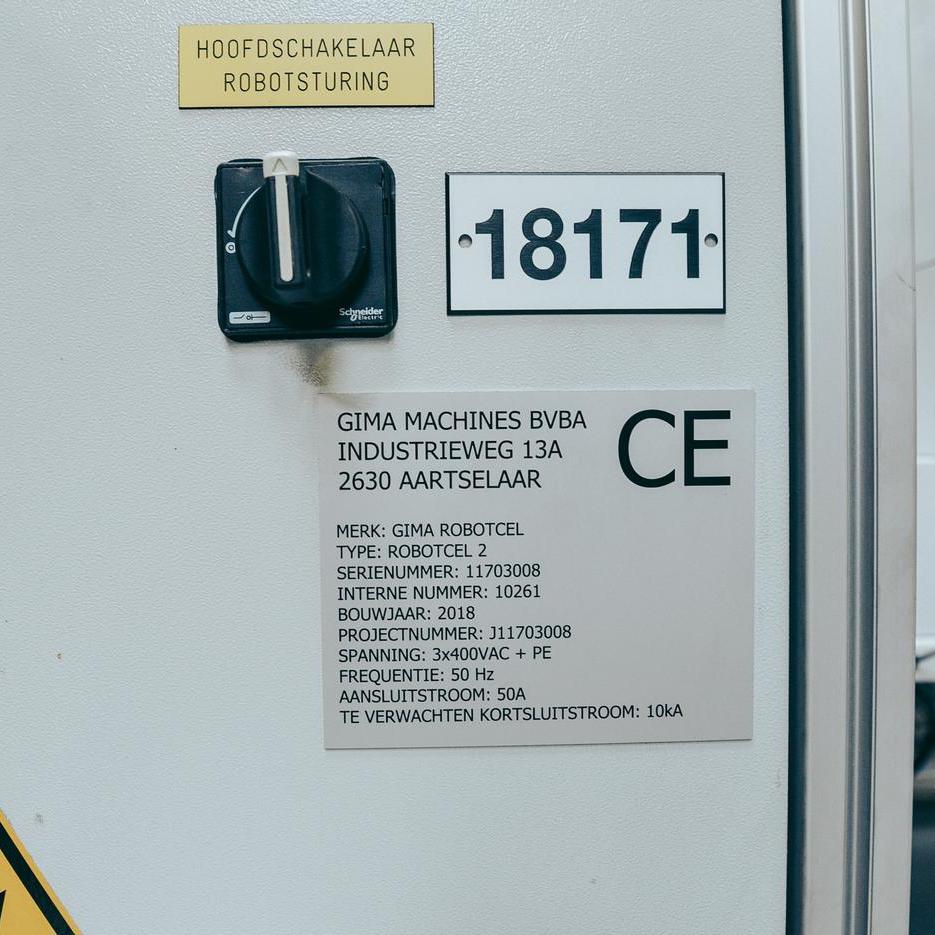 HOOFDSCHAKELAAR
ROBOTSTURING
18171
Schneider
Electric
GIMA MACHINES BVBA
INDUSTRIEWEG 13A
2630 AARTSELAAR
CE
MERK: GIMA ROBOTCEL
TYPE: ROBOTCEL 2
SERIENUMMER: 11703008
INTERNE NUMMER: 10261
BOUWJAAR: 2018
PROJECTNUMMER: J11703008
SPANNING: 3x400VAC + PE
FREQUENTIE: 50 Hz
AANSLUITSTROOM: 50A
TE VERWACHTEN KORTSLUITSTROOM: 10kA